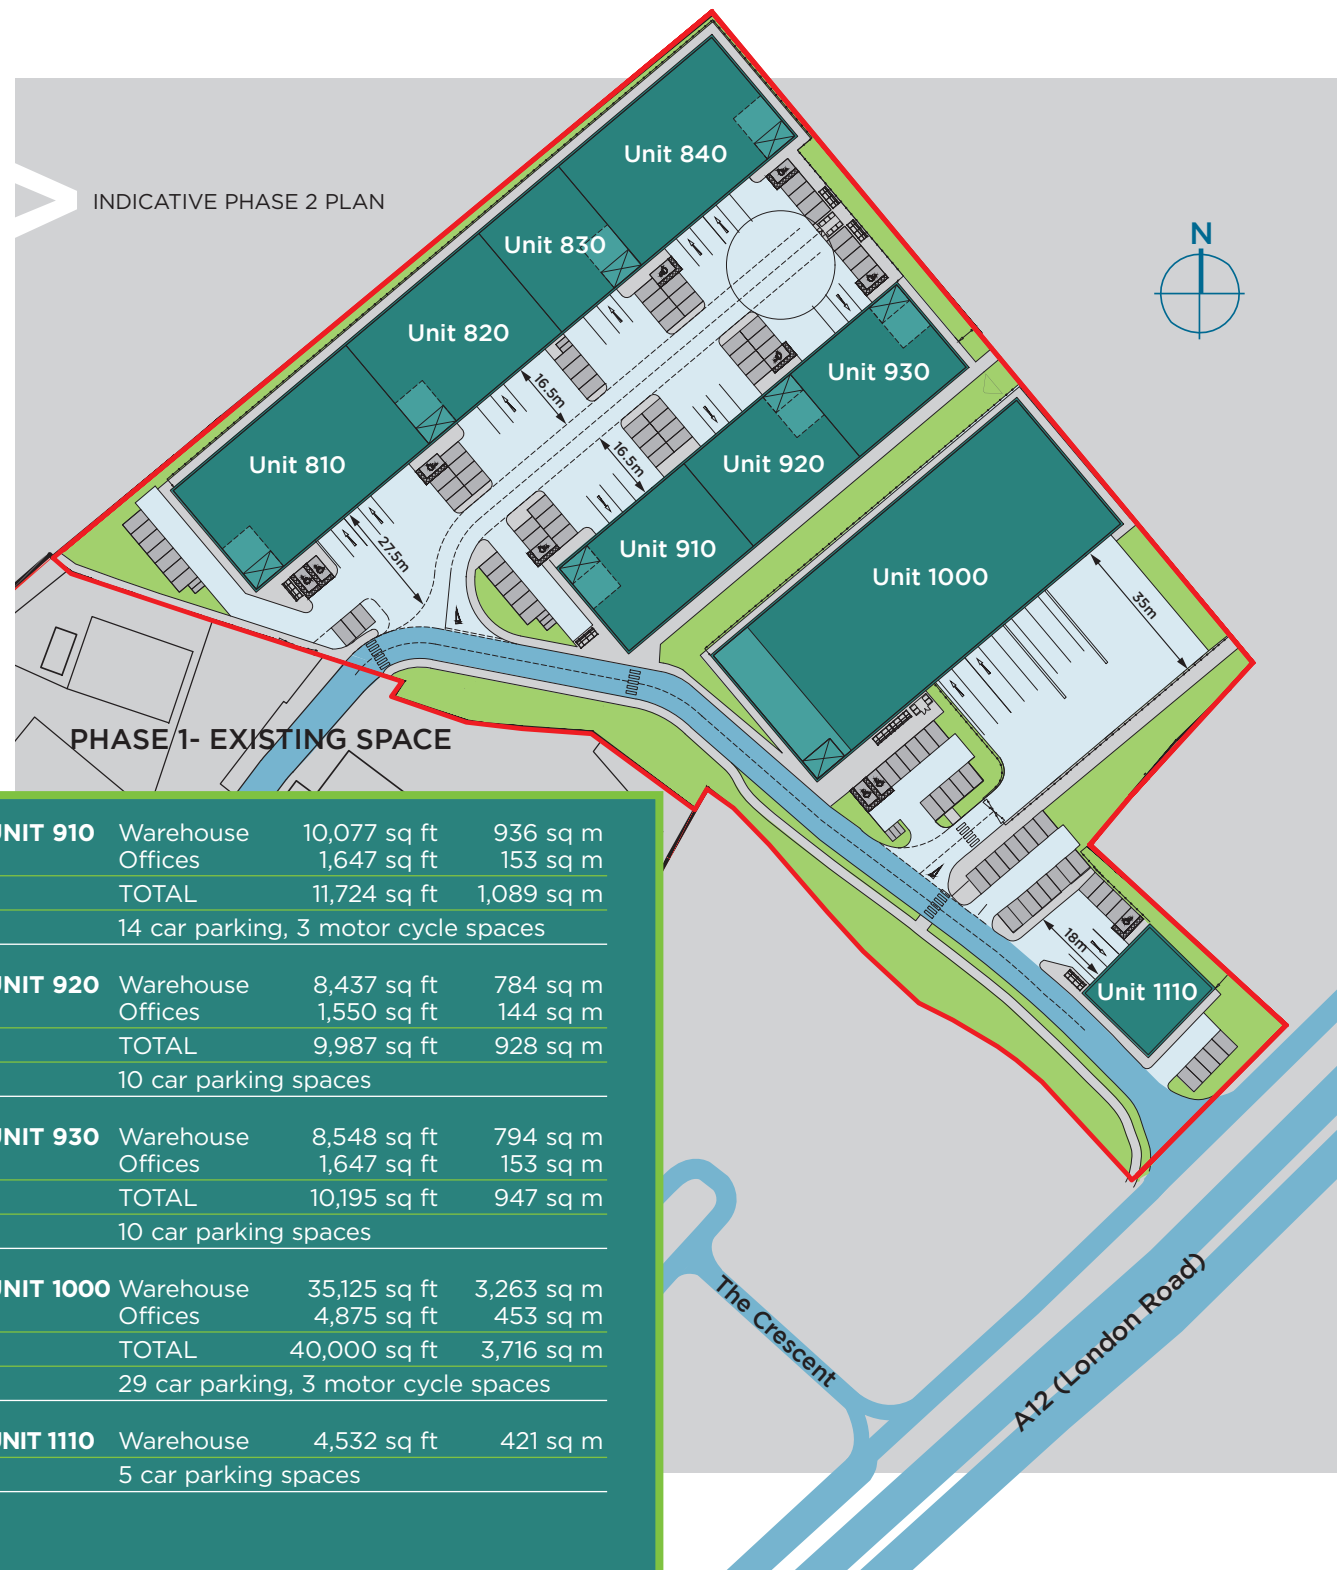 INDICATIVE PHASE 2 PLAN
N
Unit 840
Unit 830
Unit 820
Unit 810
Unit 930
Unit 920
Unit 910
Unit 1000
Unit 1110
16.5m
16.5m
27.5m
35m
18m
PHASE 1- EXISTING SPACE
The Crescent
A12 (London Road)
UNIT 910 Warehouse 10,077 sq ft 936 sq m
Offices 1,647 sq ft 153 sq m
TOTAL 11,724 sq ft 1,089 sq m
14 car parking, 3 motor cycle spaces
UNIT 920 Warehouse 8,437 sq ft 784 sq m
Offices 1,550 sq ft 144 sq m
TOTAL 9,987 sq ft 928 sq m
10 car parking spaces
UNIT 930 Warehouse 8,548 sq ft 794 sq m
Offices 1,647 sq ft 153 sq m
TOTAL 10,195 sq ft 947 sq m
10 car parking spaces
UNIT 1000 Warehouse 35,125 sq ft 3,263 sq m
Offices 4,875 sq ft 453 sq m
TOTAL 40,000 sq ft 3,716 sq m
29 car parking, 3 motor cycle spaces
UNIT 1110 Warehouse 4,532 sq ft 421 sq m
5 car parking spaces